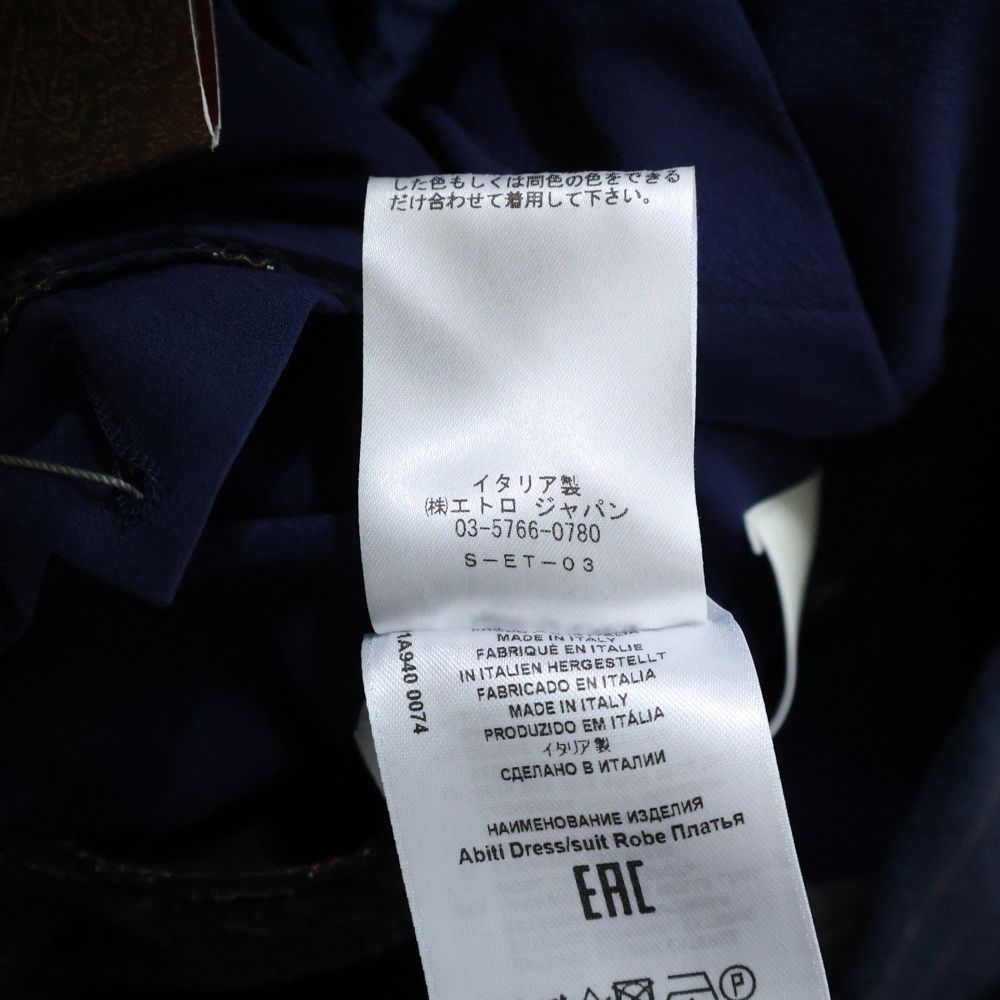 した色もしくは同色の色をできる
だけ合わせて着用して下さい。
イタリア製
㈱エトロ ジャパン
03-5766-0780
S-ET-03
MADE IN ITALY
FABRIQUÉ EN ITALIE
IN ITALIEN HERGESTELLT
FABRICADO EN ITALIA
MADE IN ITALY
PRODUZIDO EM ITÁLIA
イタリア製
СДЕЛАНО В ИТАЛИИ
1A940 0074
НАИМЕНОВАНИЕ ИЗДЕЛИЯ
Abiti Dress/suit Robe Платья
EAC
P